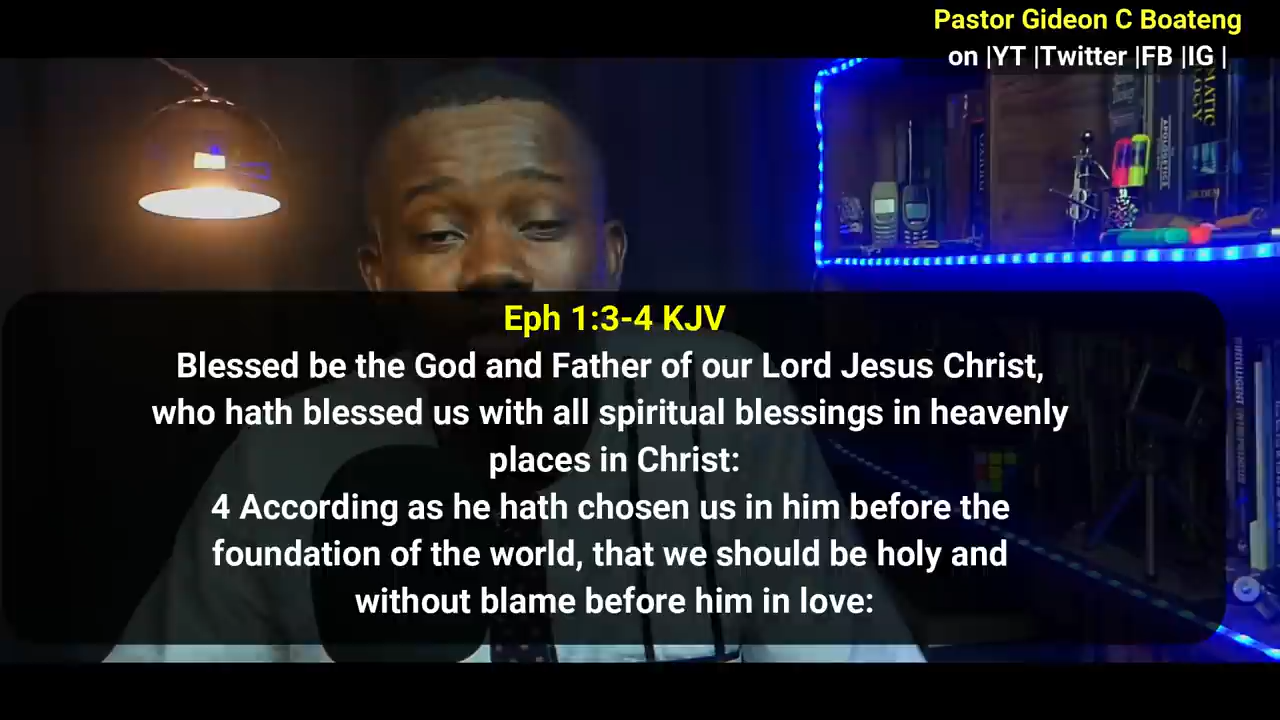 Pastor Gideon C Boateng
on |YT |Twitter |FB |IG |
MATIC
LOGY
APOLOGETICS
Eph 1:3-4 KJV
Blessed be the God and Father of our Lord Jesus Christ,
who hath blessed us with all spiritual blessings in heavenly
places in Christ:
4 According as he hath chosen us in him before the
foundation of the world, that we should be holy and
without blame before him in love: